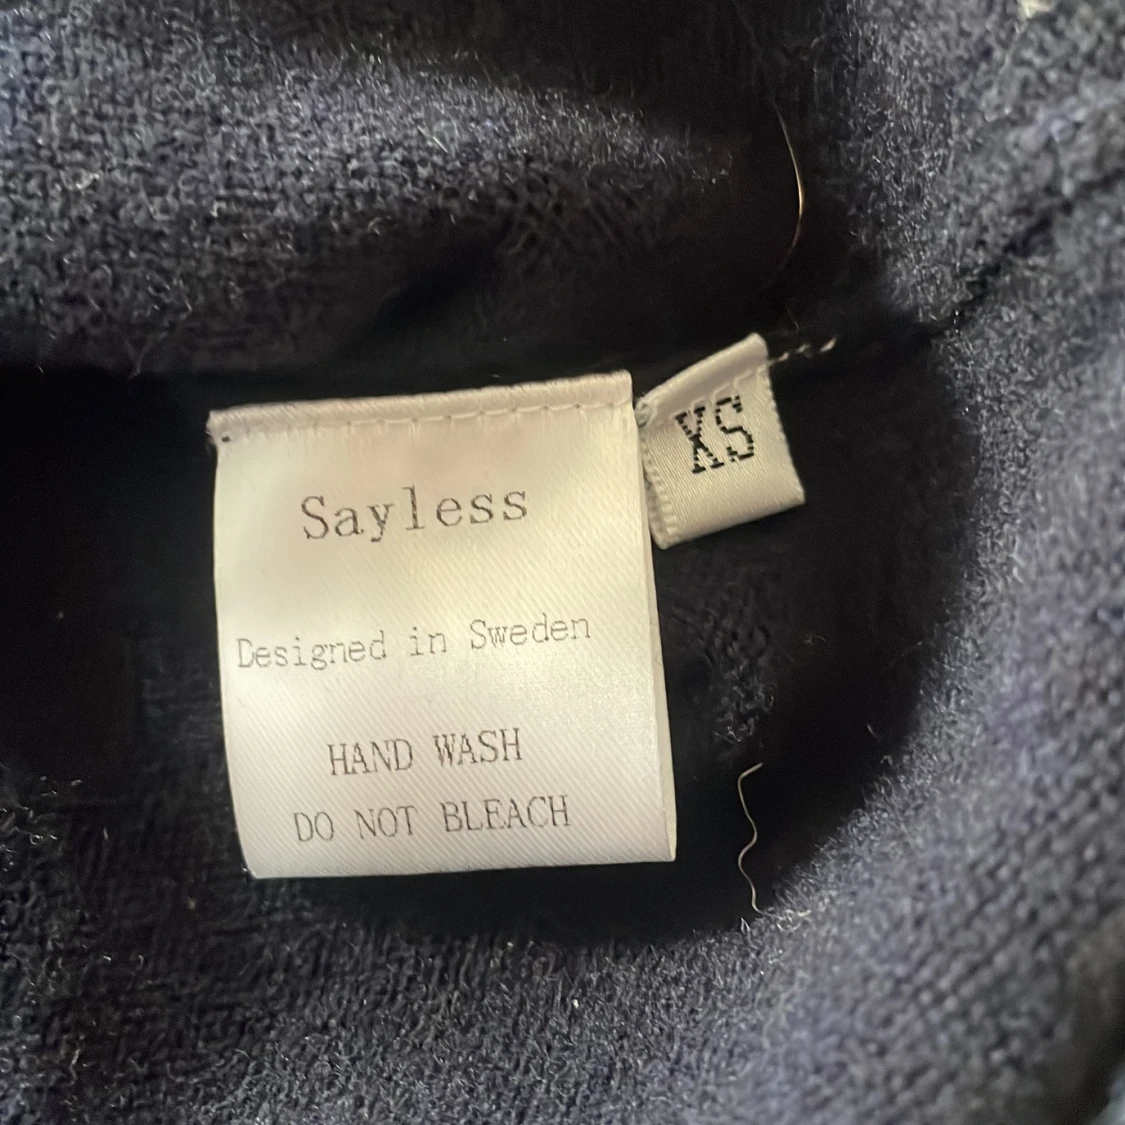 Sayless
Designed in Sweden
HAND WASH
DO NOT BLEACH
XS